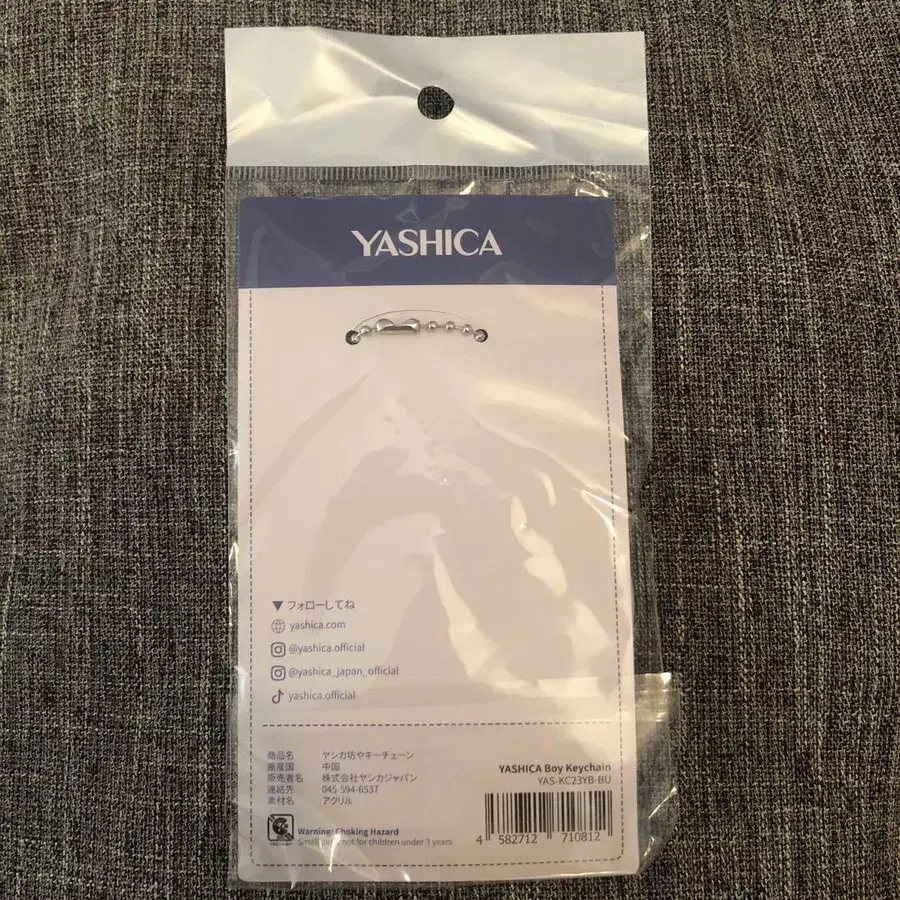 YASHICA
▼ フォローしてね
yashica.com
@yashica.official
@yashica_japan_official
yashica.official
商品名 ヤシカ坊やキーチェーン
原産国 中国
販売者名 株式会社ヤシカジャパン
連絡先 045-594-6537
素材名 アクリル
Warning: Choking Hazard
Small parts not for children under 3 years
YASHICA Boy Keychain
YAS-KC23YB-BU
4 582712 710812